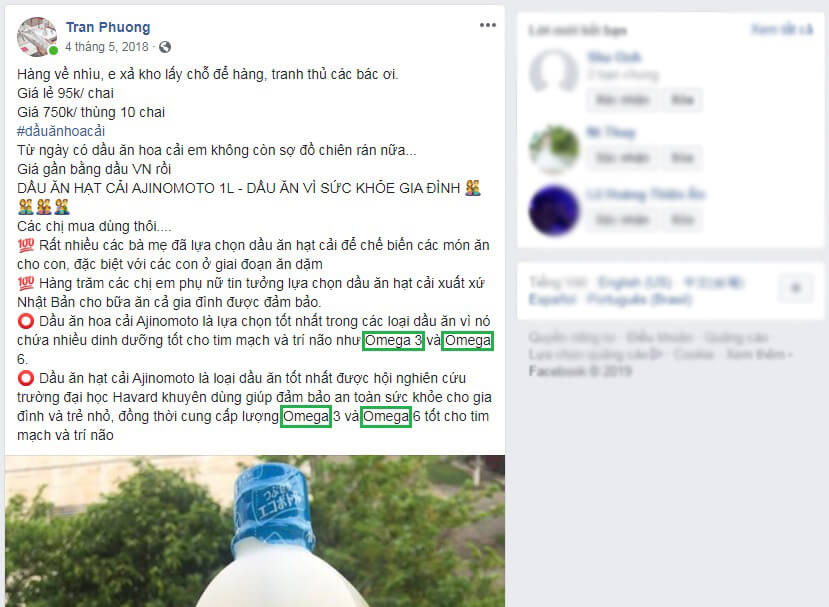 Tran Phuong
4 tháng 5, 2018 ·
Hàng về nhìu, e xả kho lấy chỗ để hàng, tranh thủ các bác ơi.
Giá lẻ 95k/ chai
Giá 750k/ thùng 10 chai
#dầuănhoacải
Từ ngày có dầu ăn hoa cải em không còn sợ đồ chiên rán nữa...
Giá gần bằng dầu VN rồi
DẦU ĂN HẠT CẢI AJINOMOTO 1L - DẦU ĂN VÌ SỨC KHỎE GIA ĐÌNH
Các chị mua dùng thôi....
💯 Rất nhiều các bà mẹ đã lựa chọn dầu ăn hạt cải để chế biến các món ăn
cho con, đặc biệt với các con ở giai đoạn ăn dặm
💯 Hàng trăm các chị em phụ nữ tin tưởng lựa chọn dầu ăn hạt cải xuất xứ
Nhật Bản cho bữa ăn cả gia đình được đảm bảo.
⭕ Dầu ăn hoa cải Ajinomoto là lựa chọn tốt nhất trong các loại dầu ăn vì nó
chứa nhiều dinh dưỡng tốt cho tim mạch và trí não như Omega 3 và Omega
6.
⭕ Dầu ăn hạt cải Ajinomoto là loại dầu ăn tốt nhất được hội nghiên cứu
trường đại học Havard khuyên dùng giúp đảm bảo an toàn sức khỏe cho gia
đình và trẻ nhỏ, đồng thời cung cấp lượng Omega 3 và Omega 6 tốt cho tim
mạch và trí não
Lời mời kết bạn Xem tất cả
Xác nhận Xóa
Xác nhận Xóa
Xác nhận Xóa
Tiếng Việt · English (US) ·
Español · Português (Brasil)
Quyền riêng tư · Điều khoản · Quảng cáo ·
Lựa chọn quảng cáo · Cookie · Xem thêm
Facebook © 2019